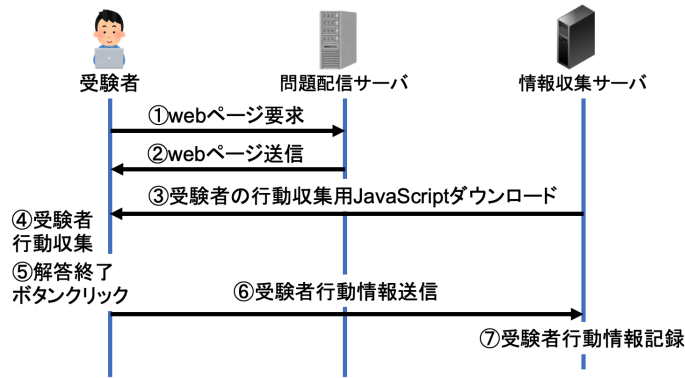 受験者
問題配信サーバ
情報収集サーバ
①webページ要求
②webページ送信
③受験者の行動収集用JavaScriptダウンロード
④受験者
行動収集
⑤解答終了
ボタンクリック
⑥受験者行動情報送信
⑦受験者行動情報記録